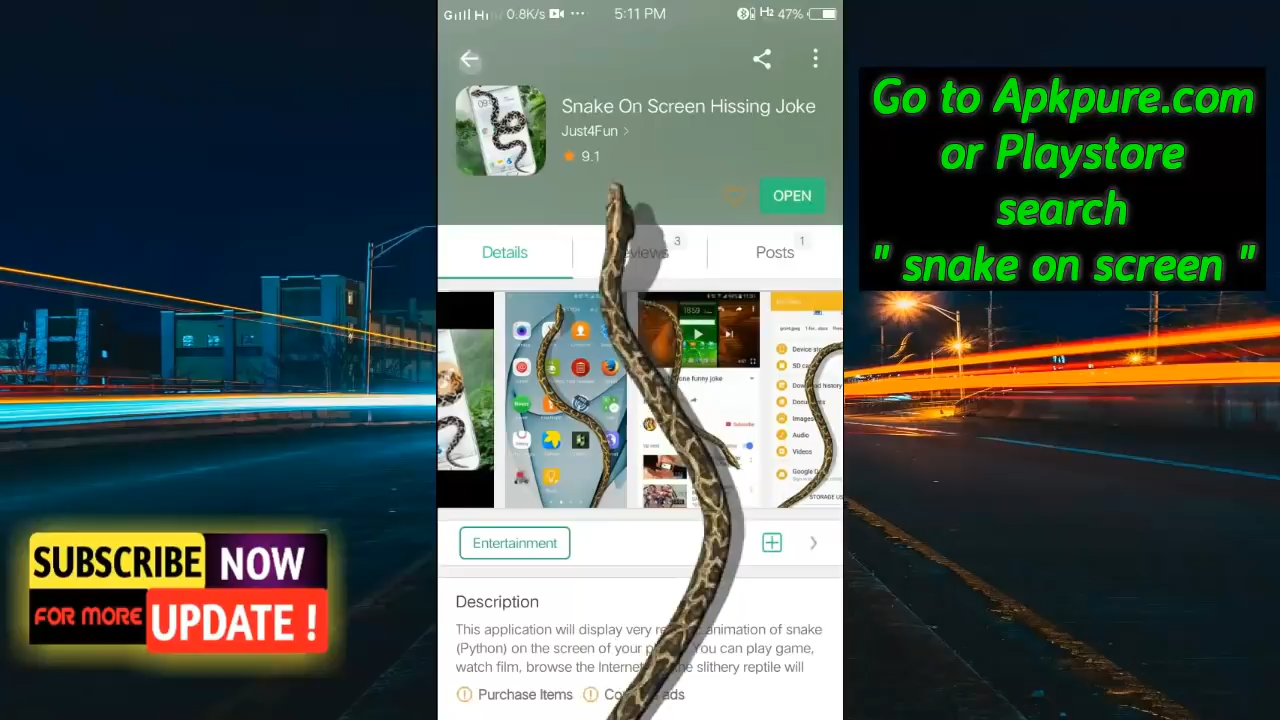 0.8K/s
5:11 PM
47%
Snake On Screen Hissing Joke
Just4Fun
9.1
OPEN
Details
3
Posts
1
Entertainment
Description
This application will display very animation of snake
(Python) on the screen of your You can play game,
watch film, browse the Internet slithery reptile will
Purchase Items
ads
Go to Apkpure.com
or Playstore
search
" snake on screen "
SUBSCRIBE NOW
FOR MORE UPDATE !